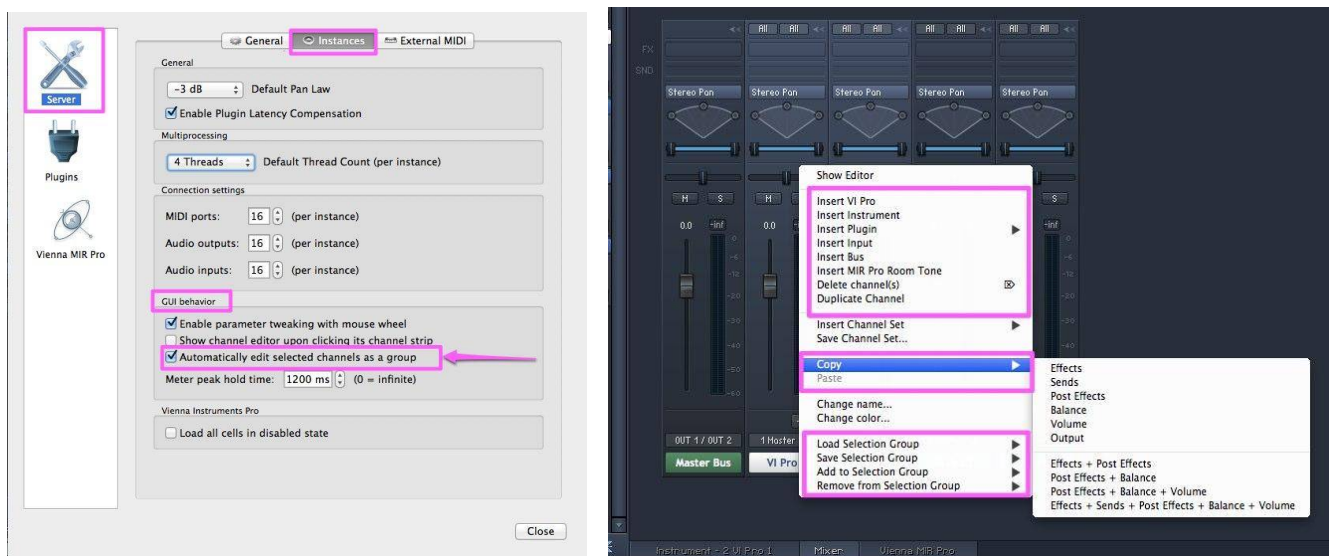 General
Instances
External MIDI
Server
Plugins
Vienna MIR Pro
General
-3 dB Default Pan Law
Enable Plugin Latency Compensation
Multiprocessing
4 Threads Default Thread Count (per instance)
Connection settings
MIDI ports: 16 (per instance)
Audio outputs: 16 (per instance)
Audio inputs: 16 (per instance)
GUI behavior
Enable parameter tweaking with mouse wheel
Show channel editor upon clicking its channel strip
Automatically edit selected channels as a group
Meter peak hold time: 1200 ms (0 = infinite)
Vienna Instruments Pro
Load all cells in disabled state
Close
All All All All All All All All
FX
SND
Stereo Pan Stereo Pan Stereo Pan Stereo Pan Stereo Pan
M S M S
0.0 -inf 0.0 -inf
OUT 1 / OUT 2
Master Bus
VI Pro
Show Editor
Insert VI Pro
Insert Instrument
Insert Plugin
Insert Input
Insert Bus
Insert MIR Pro Room Tone
Delete channel(s)
Duplicate Channel
Insert Channel Set
Save Channel Set...
Copy
Paste
Change name...
Change color...
Load Selection Group
Save Selection Group
Add to Selection Group
Remove from Selection Group
Effects
Sends
Post Effects
Balance
Volume
Output
Effects + Post Effects
Post Effects + Balance
Post Effects + Balance + Volume
Effects + Sends + Post Effects + Balance + Volume
Instrument - 2 VI Pro 1 Mixer Vienna MIR Pro